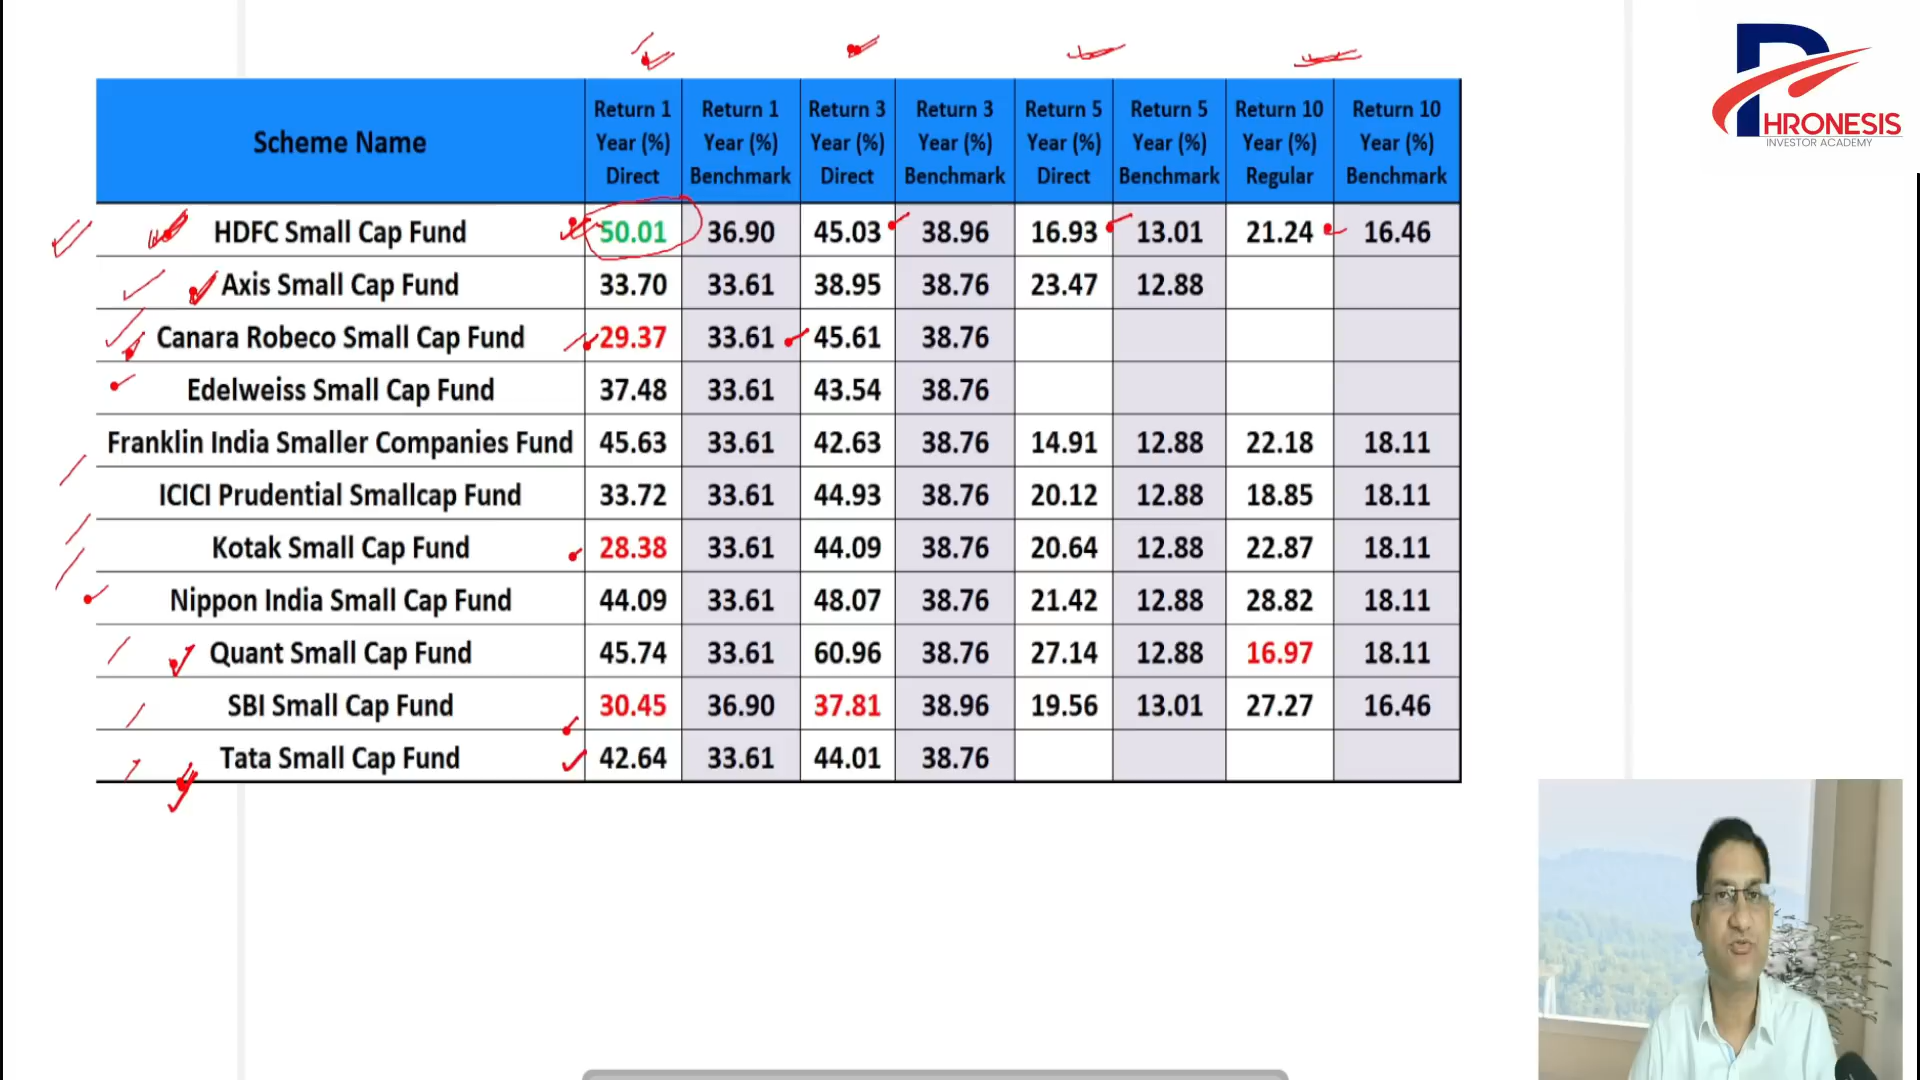 PHRONESIS
INVESTOR ACADEMY
Scheme Name
Return 1 Year (%) Direct
Return 1 Year (%) Benchmark
Return 3 Year (%) Direct
Return 3 Year (%) Benchmark
Return 5 Year (%) Direct
Return 5 Year (%) Benchmark
Return 10 Year (%) Regular
Return 10 Year (%) Benchmark
HDFC Small Cap Fund 50.01 36.90 45.03 38.96 16.93 13.01 21.24 16.46
Axis Small Cap Fund 33.70 33.61 38.95 38.76 23.47 12.88
Canara Robeco Small Cap Fund 29.37 33.61 45.61 38.76
Edelweiss Small Cap Fund 37.48 33.61 43.54 38.76
Franklin India Smaller Companies Fund 45.63 33.61 42.63 38.76 14.91 12.88 22.18 18.11
ICICI Prudential Smallcap Fund 33.72 33.61 44.93 38.76 20.12 12.88 18.85 18.11
Kotak Small Cap Fund 28.38 33.61 44.09 38.76 20.64 12.88 22.87 18.11
Nippon India Small Cap Fund 44.09 33.61 48.07 38.76 21.42 12.88 28.82 18.11
Quant Small Cap Fund 45.74 33.61 60.96 38.76 27.14 12.88 16.97 18.11
SBI Small Cap Fund 30.45 36.90 37.81 38.96 19.56 13.01 27.27 16.46
Tata Small Cap Fund 42.64 33.61 44.01 38.76